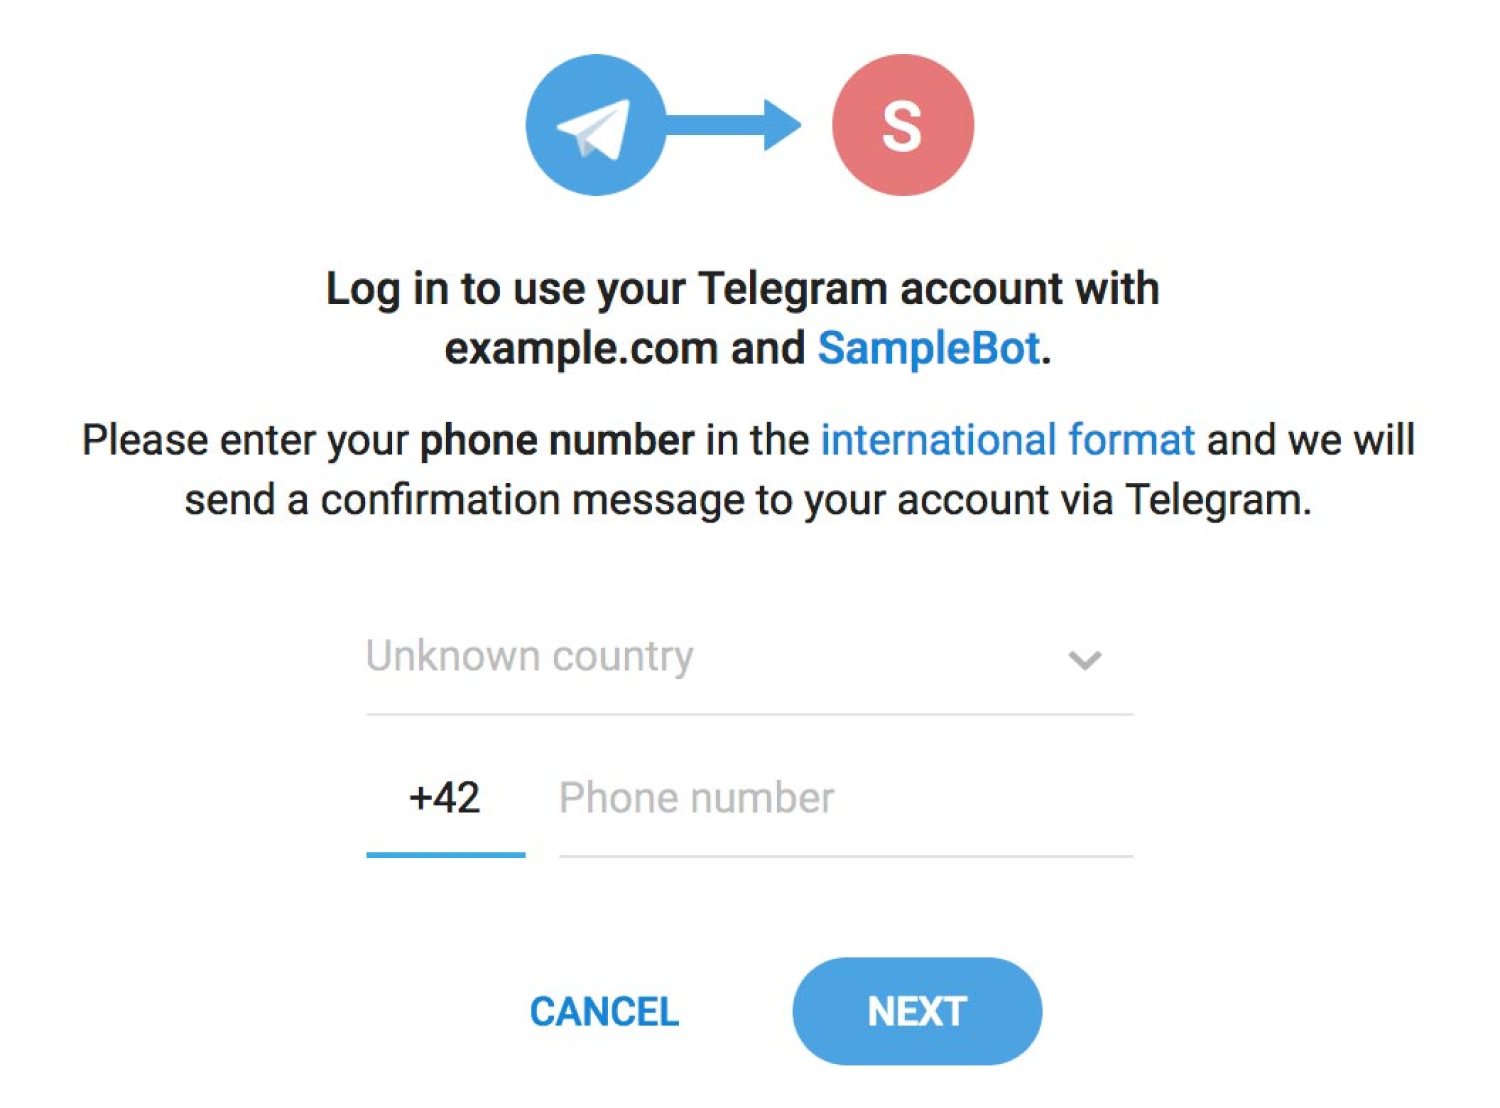 S
Log in to use your Telegram account with
example.com and SampleBot.
Please enter your phone number in the international format and we will
send a confirmation message to your account via Telegram.
Unknown country
+42 Phone number
CANCEL NEXT